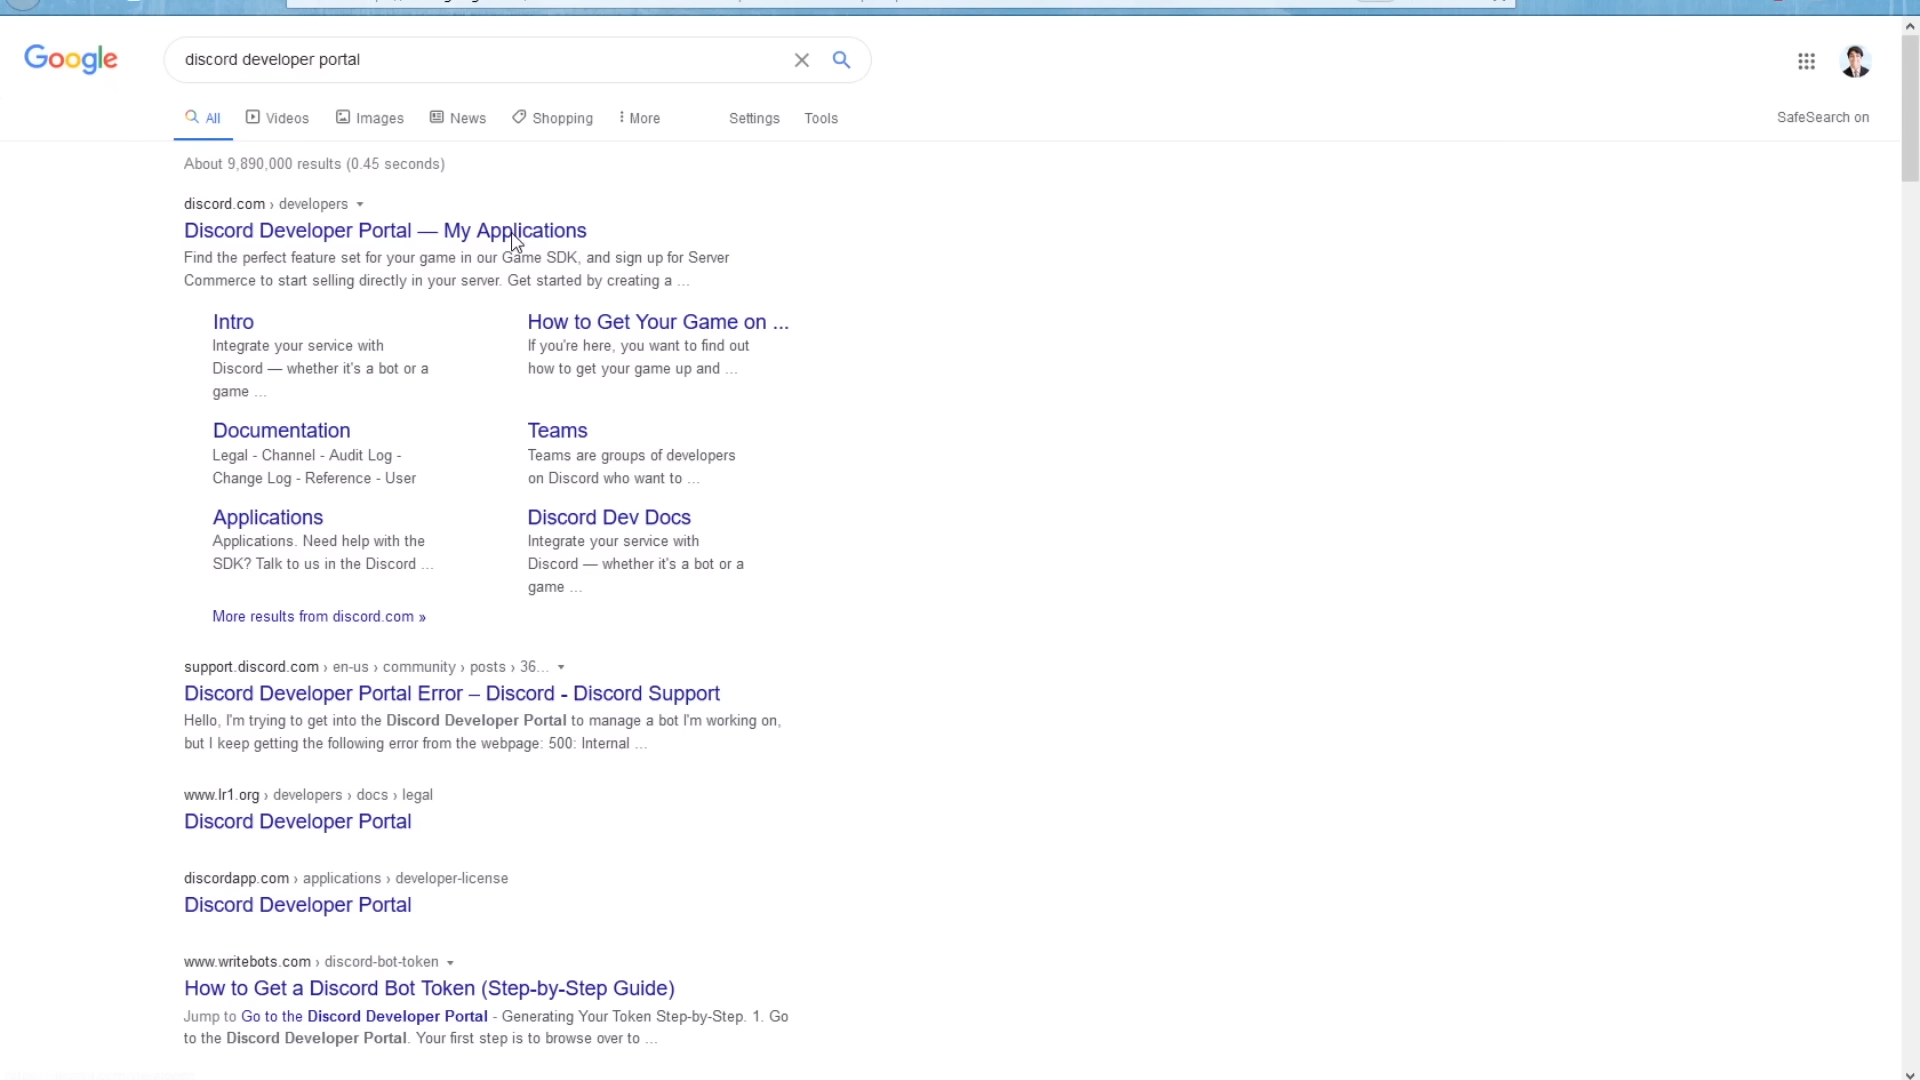 Google
discord developer portal
All Videos Images News Shopping More Settings Tools
SafeSearch on
About 9,890,000 results (0.45 seconds)
discord.com › developers
Discord Developer Portal — My Applications
Find the perfect feature set for your game in our Game SDK, and sign up for Server
Commerce to start selling directly in your server. Get started by creating a ...
Intro
Integrate your service with
Discord — whether it's a bot or a
game ...
How to Get Your Game on ...
If you're here, you want to find out
how to get your game up and ...
Documentation
Legal - Channel - Audit Log -
Change Log - Reference - User
Teams
Teams are groups of developers
on Discord who want to ...
Applications
Applications. Need help with the
SDK? Talk to us in the Discord ...
Discord Dev Docs
Integrate your service with
Discord — whether it's a bot or a
game ...
More results from discord.com »
support.discord.com › en-us › community › posts › 36...
Discord Developer Portal Error – Discord - Discord Support
Hello, I'm trying to get into the Discord Developer Portal to manage a bot I'm working on,
but I keep getting the following error from the webpage: 500: Internal ...
www.lr1.org › developers › docs › legal
Discord Developer Portal
discordapp.com › applications › developer-license
Discord Developer Portal
www.writebots.com › discord-bot-token
How to Get a Discord Bot Token (Step-by-Step Guide)
Jump to Go to the Discord Developer Portal - Generating Your Token Step-by-Step. 1. Go
to the Discord Developer Portal. Your first step is to browse over to ...